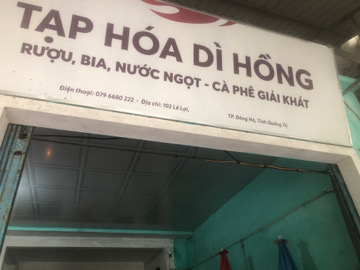 TẠP HÓA DÌ HỒNG
RƯỢU, BIA, NƯỚC NGỌT - CÀ PHÊ GIẢI KHÁT
Điện thoại: 079 6680 222 - Địa chỉ: 102 Lê Lợi, TP. Đông Hà, Tỉnh Quảng Trị